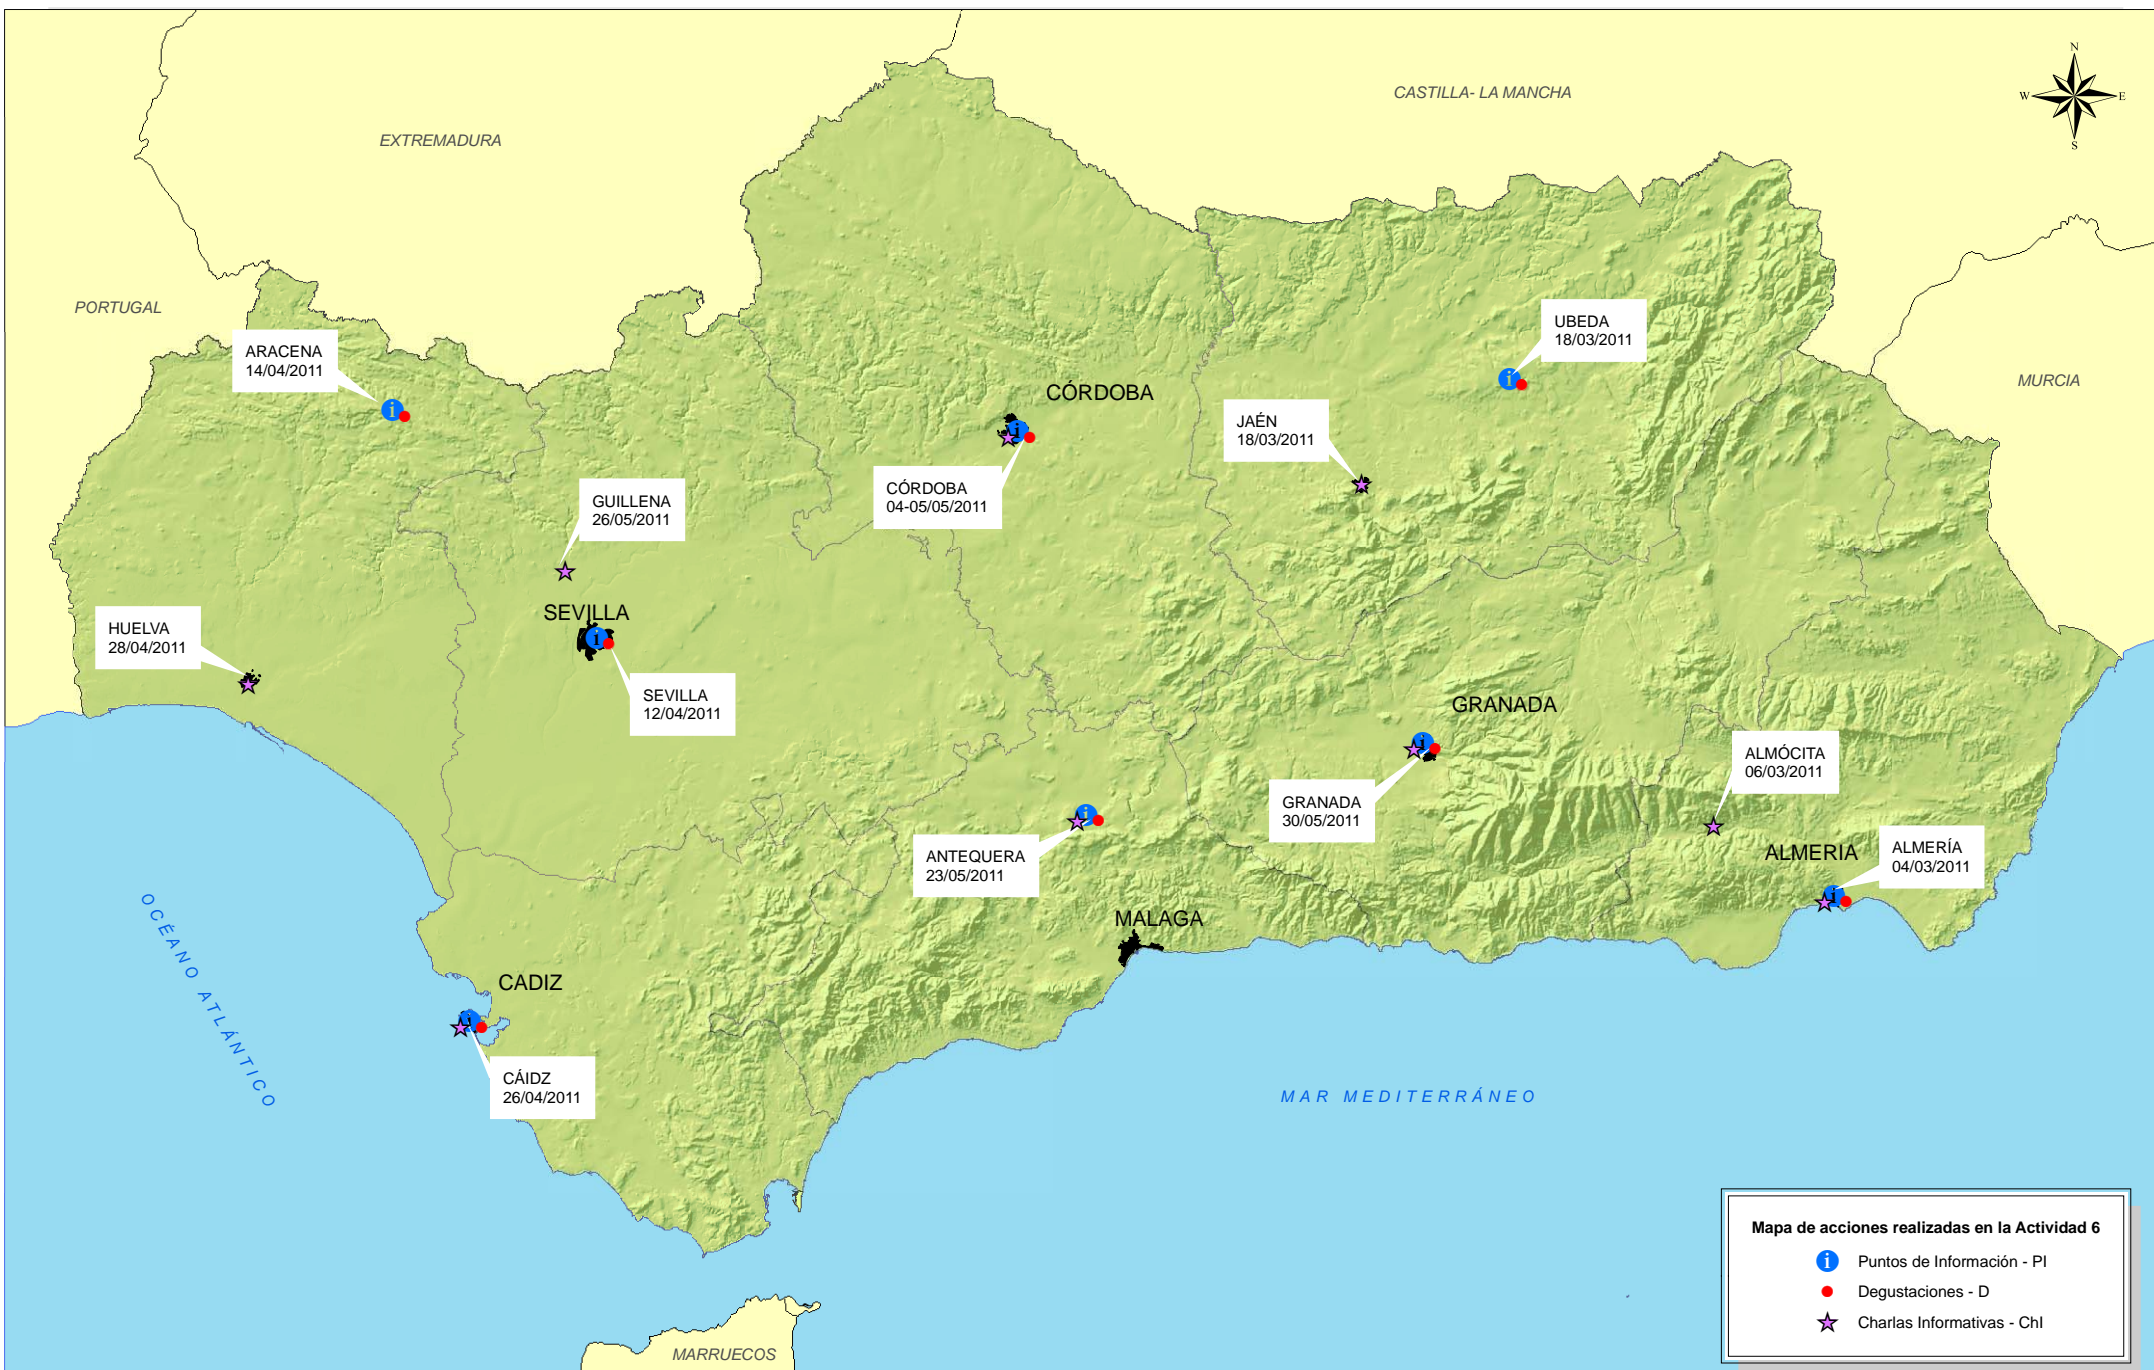 N
CASTILLA- LA MANCHA
W
E
EXTREMADURA
S
PORTUGAL
UBEDA
18/03/2011
ARACENA
14/04/2011
MURCIA
CÓRDOBA
JAÉN
18/03/2011
CÓRDOBA
04-05/05/2011
GUILLENA
26/05/2011
SEVILLA
HUELVA
28/04/2011
SEVILLA
12/04/2011
GRANADA
ALMÓCITA
06/03/2011
GRANADA
30/05/2011
ANTEQUERA
23/05/2011
ALMERIA
ALMERÍA
04/03/2011
MALAGA
OCÉANO ATLÁNTICO
CADIZ
CÁIDZ
26/04/2011
MAR MEDITERRÁNEO
Mapa de acciones realizadas en la Actividad 6
i Puntos de Información - PI
Degustaciones - D
Charlas Informativas - ChI
MARRUECOS